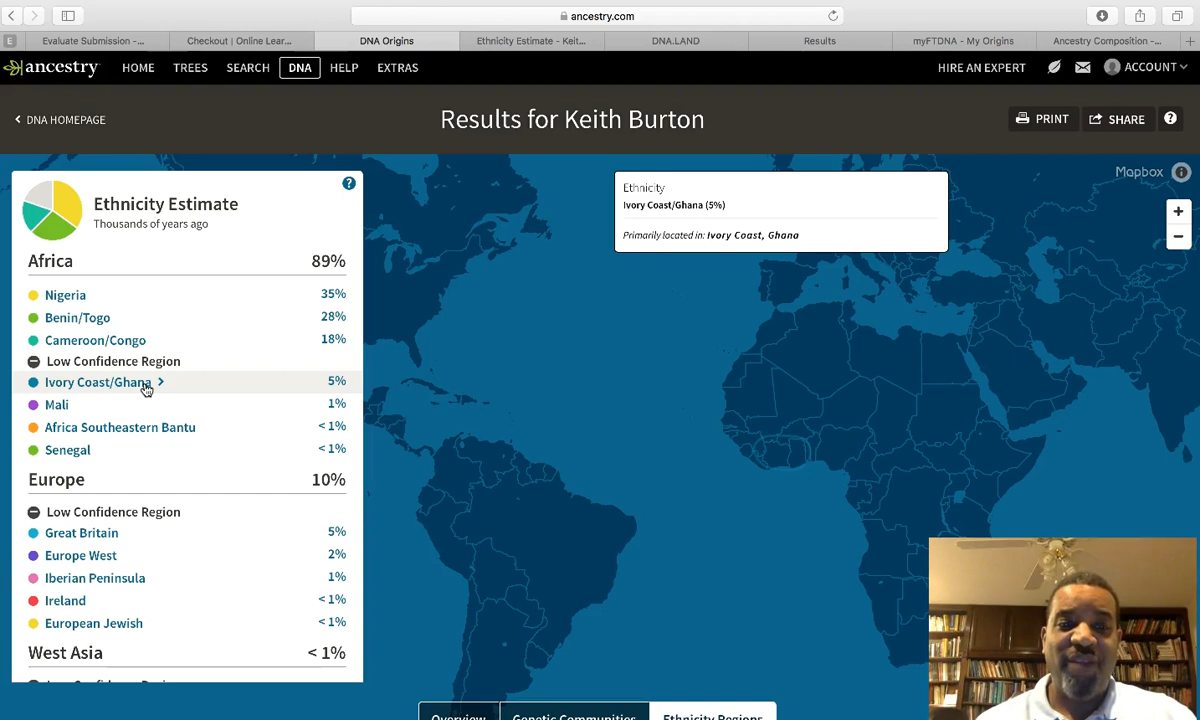 ancestry.com
E
Evaluate Submission -...
Checkout | Online Lear...
DNA Origins
Ethnicity Estimate - Keit...
DNA.LAND
Results
myFTDNA - My Origins
Ancestry Composition -...
ancestry
HOME
TREES
SEARCH
DNA
HELP
EXTRAS
HIRE AN EXPERT
ACCOUNT
DNA HOMEPAGE
Results for Keith Burton
PRINT
SHARE
?
Mapbox
i
+
−
?
Ethnicity Estimate
Thousands of years ago
Africa 89%
Nigeria 35%
Benin/Togo 28%
Cameroon/Congo 18%
Low Confidence Region
Ivory Coast/Ghana 5%
Mali 1%
Africa Southeastern Bantu < 1%
Senegal < 1%
Europe 10%
Low Confidence Region
Great Britain 5%
Europe West 2%
Iberian Peninsula 1%
Ireland < 1%
European Jewish < 1%
West Asia < 1%
Ethnicity
Ivory Coast/Ghana (5%)
Primarily located in: Ivory Coast, Ghana
Overview
Genetic Communities
Ethnicity Regions